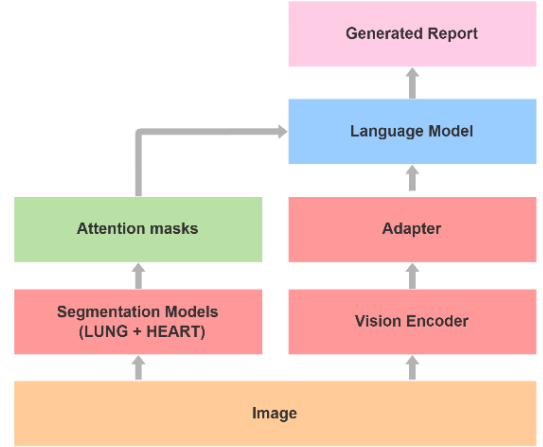 Generated Report
Language Model
Attention masks
Adapter
Segmentation Models
(LUNG + HEART)
Vision Encoder
Image